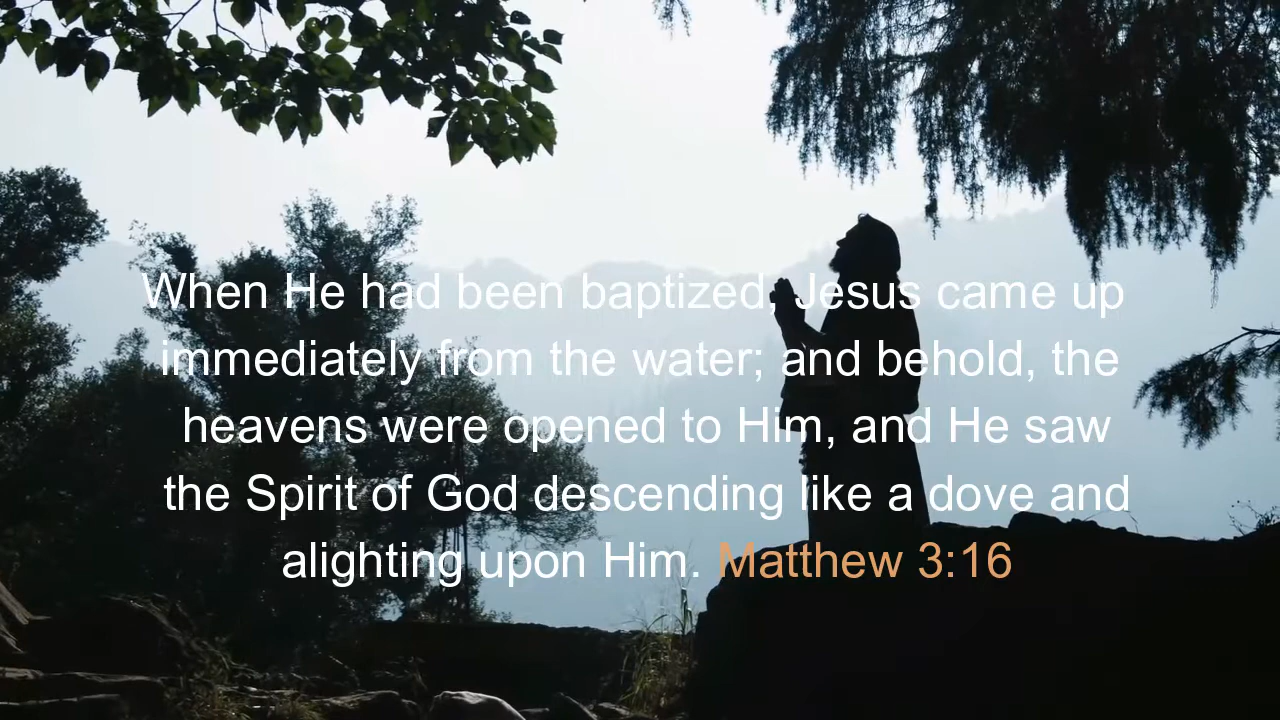 When He had been baptized, Jesus came up
immediately from the water; and behold, the
heavens were opened to Him, and He saw
the Spirit of God descending like a dove and
alighting upon Him. Matthew 3:16